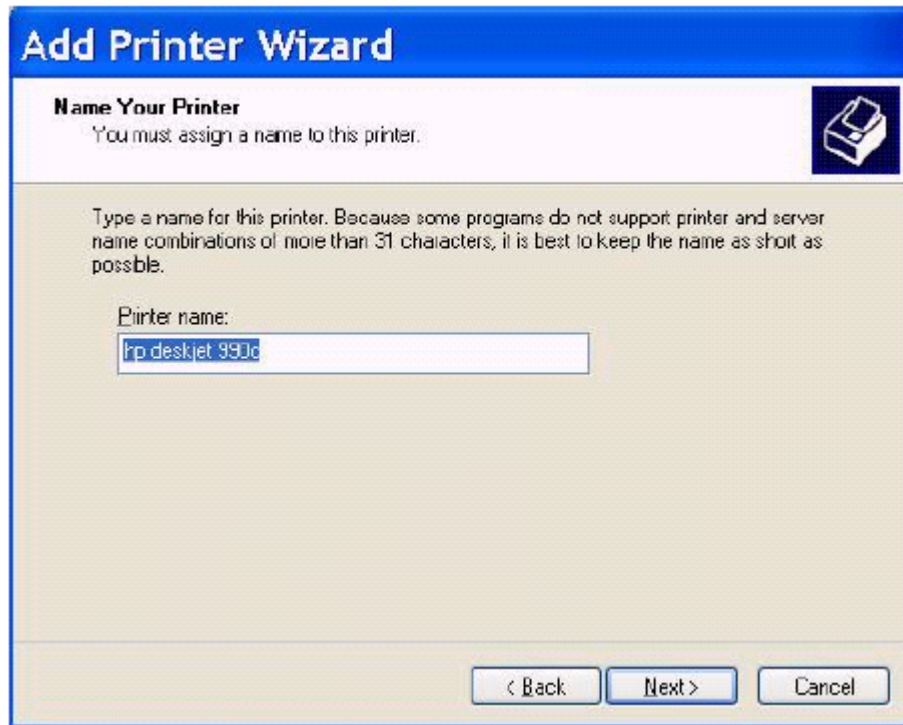 Add Printer Wizard
Name Your Printer
You must assign a name to this printer.
Type a name for this printer. Because some programs do not support printer and server
name combinations of more than 31 characters, it is best to keep the name as short as
possible.
Printer name:
hp deskjet 990c
< Back
Next >
Cancel